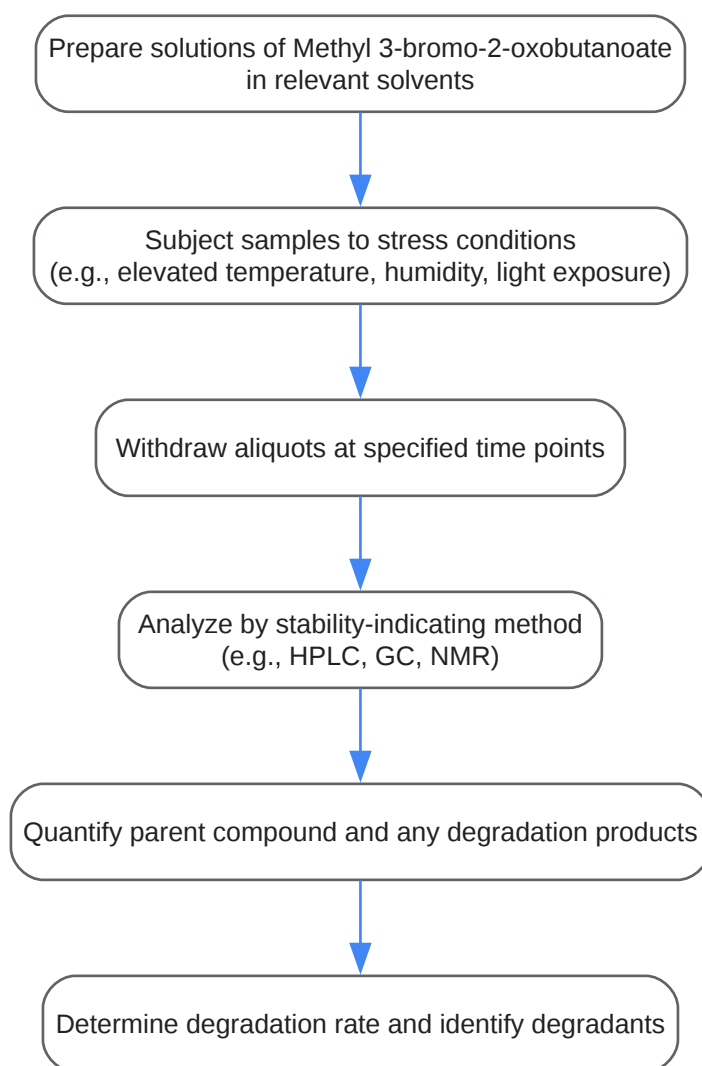 Prepare solutions of Methyl 3-bromo-2-oxobutanoate
in relevant solvents
Subject samples to stress conditions
(e.g., elevated temperature, humidity, light exposure)
Withdraw aliquots at specified time points
Analyze by stability-indicating method
(e.g., HPLC, GC, NMR)
Quantify parent compound and any degradation products
Determine degradation rate and identify degradants